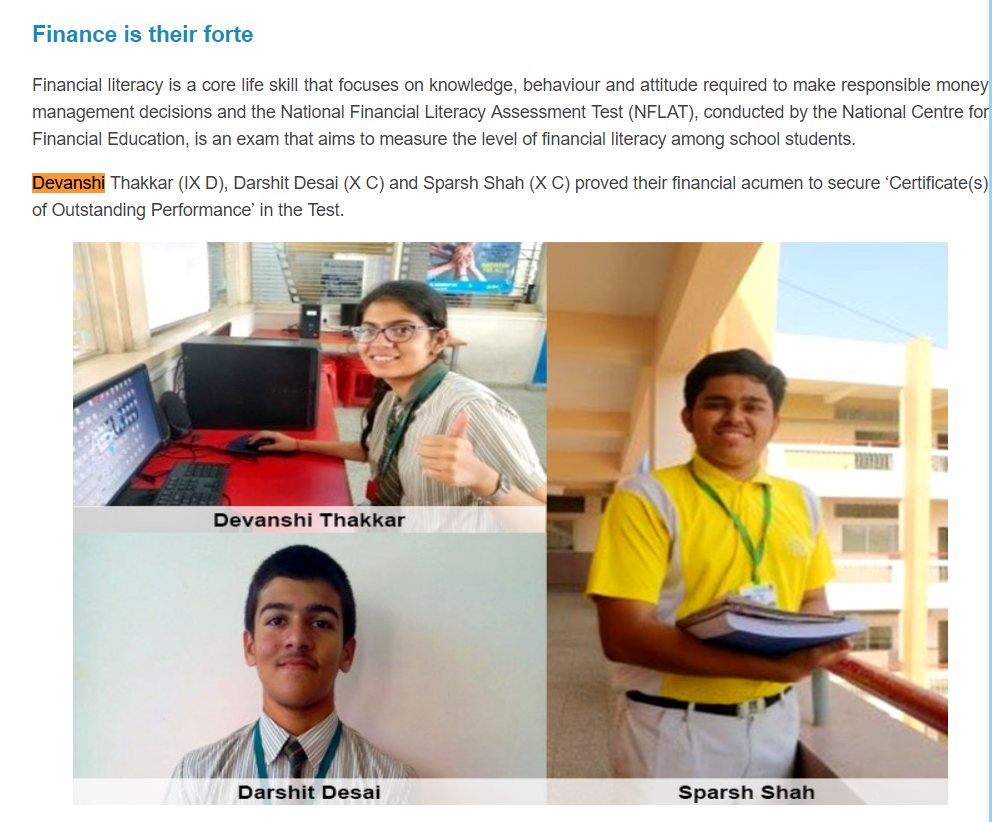 Finance is their forte
Financial literacy is a core life skill that focuses on knowledge, behaviour and attitude required to make responsible money
management decisions and the National Financial Literacy Assessment Test (NFLAT), conducted by the National Centre for
Financial Education, is an exam that aims to measure the level of financial literacy among school students.
Devanshi Thakkar (IX D), Darshit Desai (X C) and Sparsh Shah (X C) proved their financial acumen to secure ‘Certificate(s)
of Outstanding Performance’ in the Test.
Devanshi Thakkar
Darshit Desai
Sparsh Shah